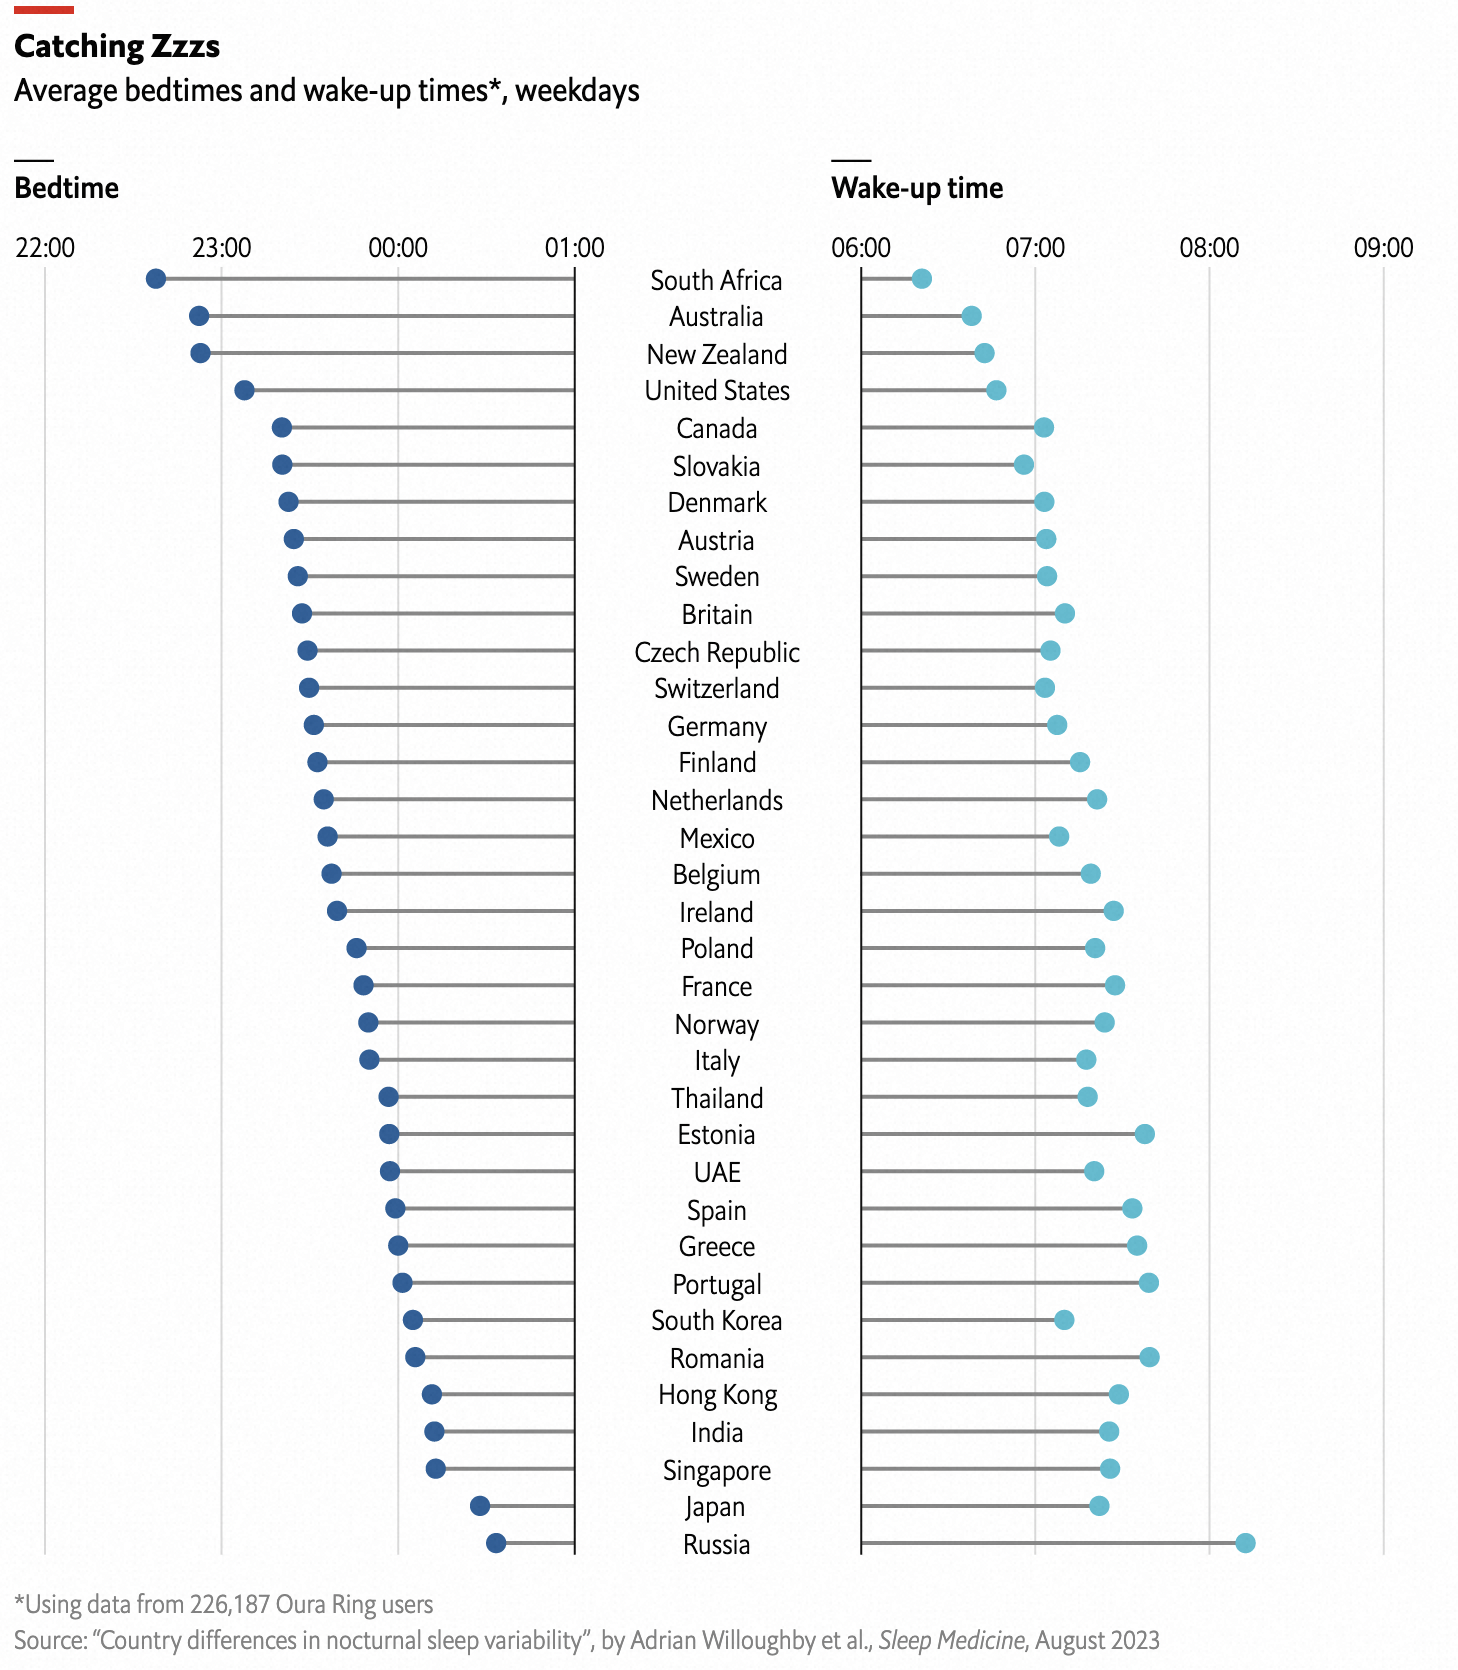 Catching Zzzs
Average bedtimes and wake-up times*, weekdays
Bedtime
Wake-up time
22:00 23:00 00:00 01:00
06:00 07:00 08:00 09:00
South Africa
Australia
New Zealand
United States
Canada
Slovakia
Denmark
Austria
Sweden
Britain
Czech Republic
Switzerland
Germany
Finland
Netherlands
Mexico
Belgium
Ireland
Poland
France
Norway
Italy
Thailand
Estonia
UAE
Spain
Greece
Portugal
South Korea
Romania
Hong Kong
India
Singapore
Japan
Russia
*Using data from 226,187 Oura Ring users
Source: “Country differences in nocturnal sleep variability”, by Adrian Willoughby et al., Sleep Medicine, August 2023